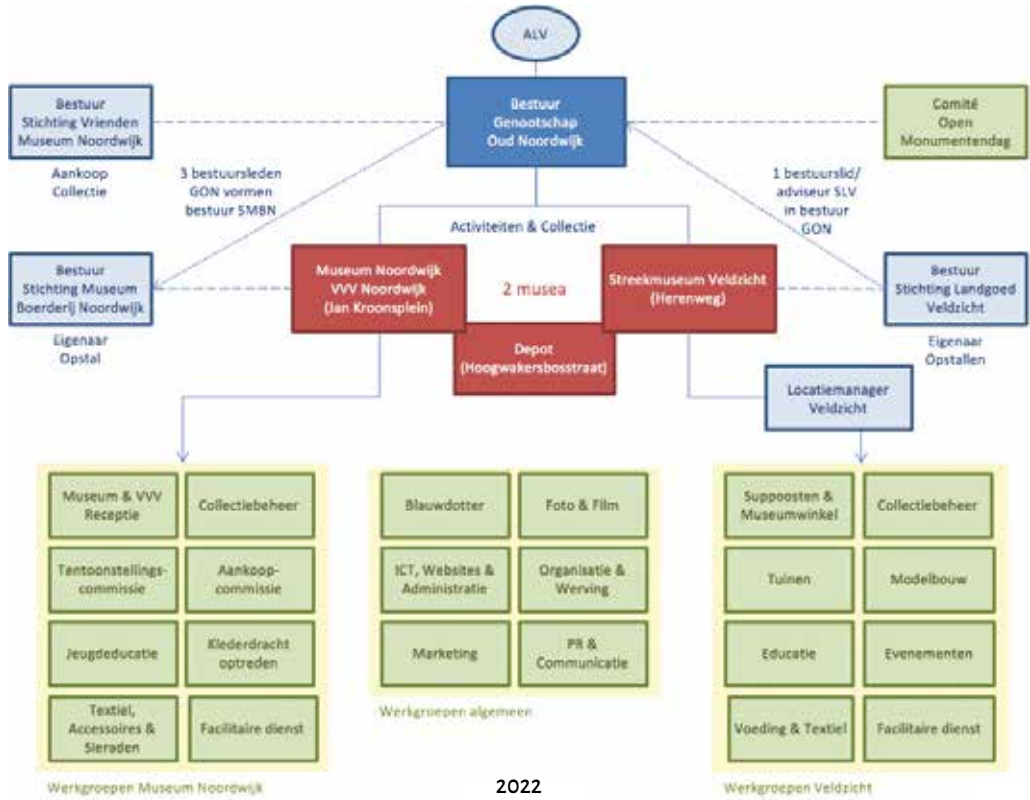 ALV
Bestuur
Stichting Vrienden
Museum Noordwijk
Aankoop
Collectie
Bestuur
Genootschap
Oud Noordwijk
Comité
Open
Monumentendag
3 bestuursleden
GON vormen
bestuur SMBN
1 bestuurslid/
adviseur SLV
in bestuur
GON
Activiteiten & Collectie
Bestuur
Stichting Museum
Boerderij Noordwijk
Eigenaar
Opstal
Museum Noordwijk
VVV Noordwijk
(Jan Kroonsplein)
2 musea
Streekmuseum Veldzicht
(Herenweg)
Bestuur
Stichting Landgoed
Veldzicht
Eigenaar
Opstallen
Depot
(Hoogwakersbosstraat)
Locatiemanager
Veldzicht
Museum & VVV
Receptie
Collectiebeheer
Tentoonstellings-
commissie
Aankoop-
commissie
Jeugdeducatie
Klederdracht
optreden
Textiel,
Accessoires &
Sieraden
Facilitaire dienst
Werkgroepen Museum Noordwijk
Blauwdotter
Foto & Film
ICT, Websites &
Administratie
Organisatie &
Werving
Marketing
PR &
Communicatie
Werkgroepen algemeen
Suppoosten &
Museumwinkel
Collectiebeheer
Tuinen
Modelbouw
Educatie
Evenementen
Voeding & Textiel
Facilitaire dienst
Werkgroepen Veldzicht
2022